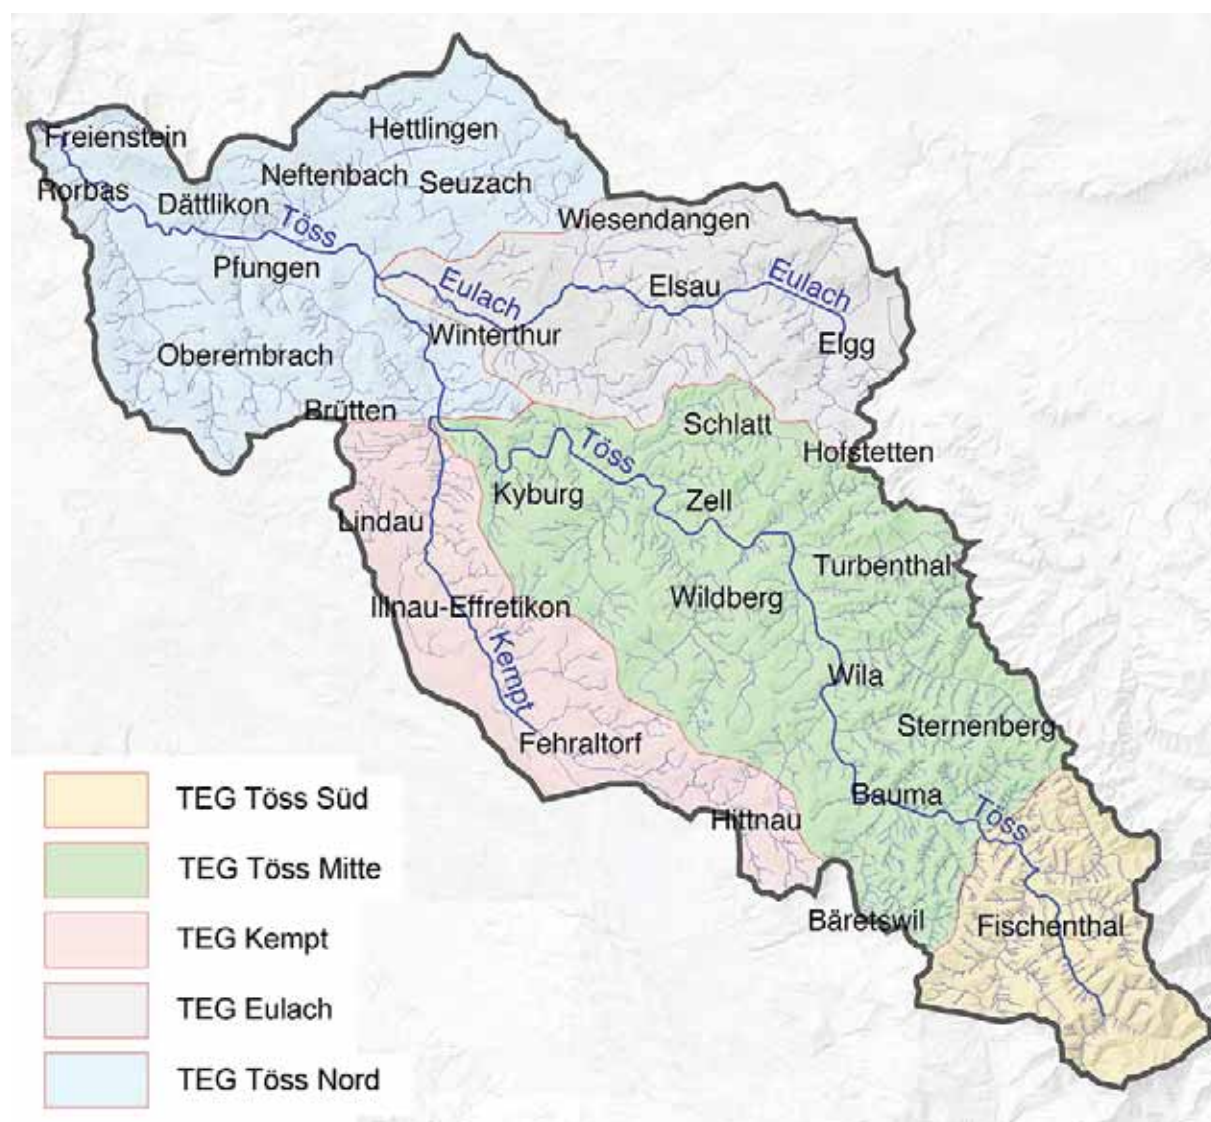 Freienstein
Hettlingen
Rorbas
Dättlikon
Neftenbach
Seuzach
Töss
Wiesendangen
Pfungen
Eulach
Elsau
Eulach
Winterthur
Elgg
Oberembrach
Brütten
Schlatt
Töss
Hofstetten
Kyburg
Zell
Lindau
Turbenthal
Illnau-Effretikon
Wildberg
Kempt
Wila
Sternenberg
Fehraltorf
Bauma
Töss
Hittnau
Bäretswil
Fischenthal
TEG Töss Süd
TEG Töss Mitte
TEG Kempt
TEG Eulach
TEG Töss Nord